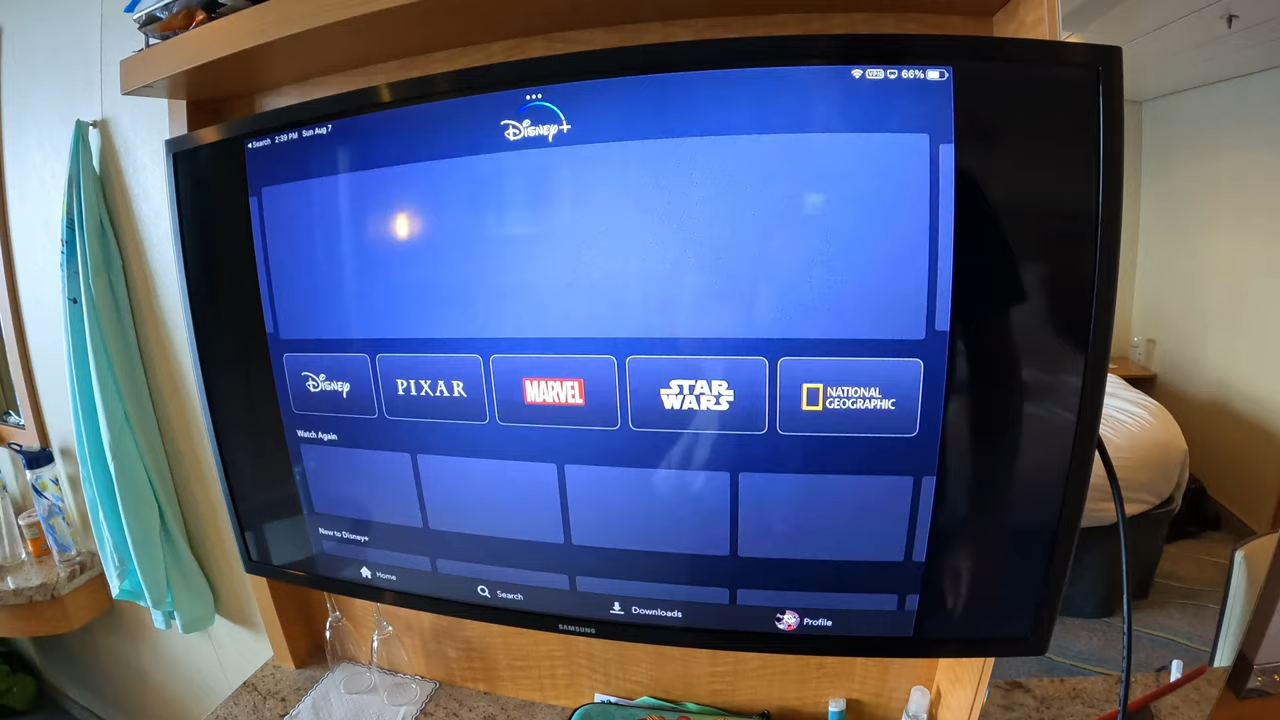 ◀ Search 2:39 PM Sun Aug 7
VPN 66%
Disney+
Disney
PIXAR
MARVEL
STAR
WARS
NATIONAL
GEOGRAPHIC
Watch Again
New to Disney+
Home
Search
Downloads
Profile
SAMSUNG